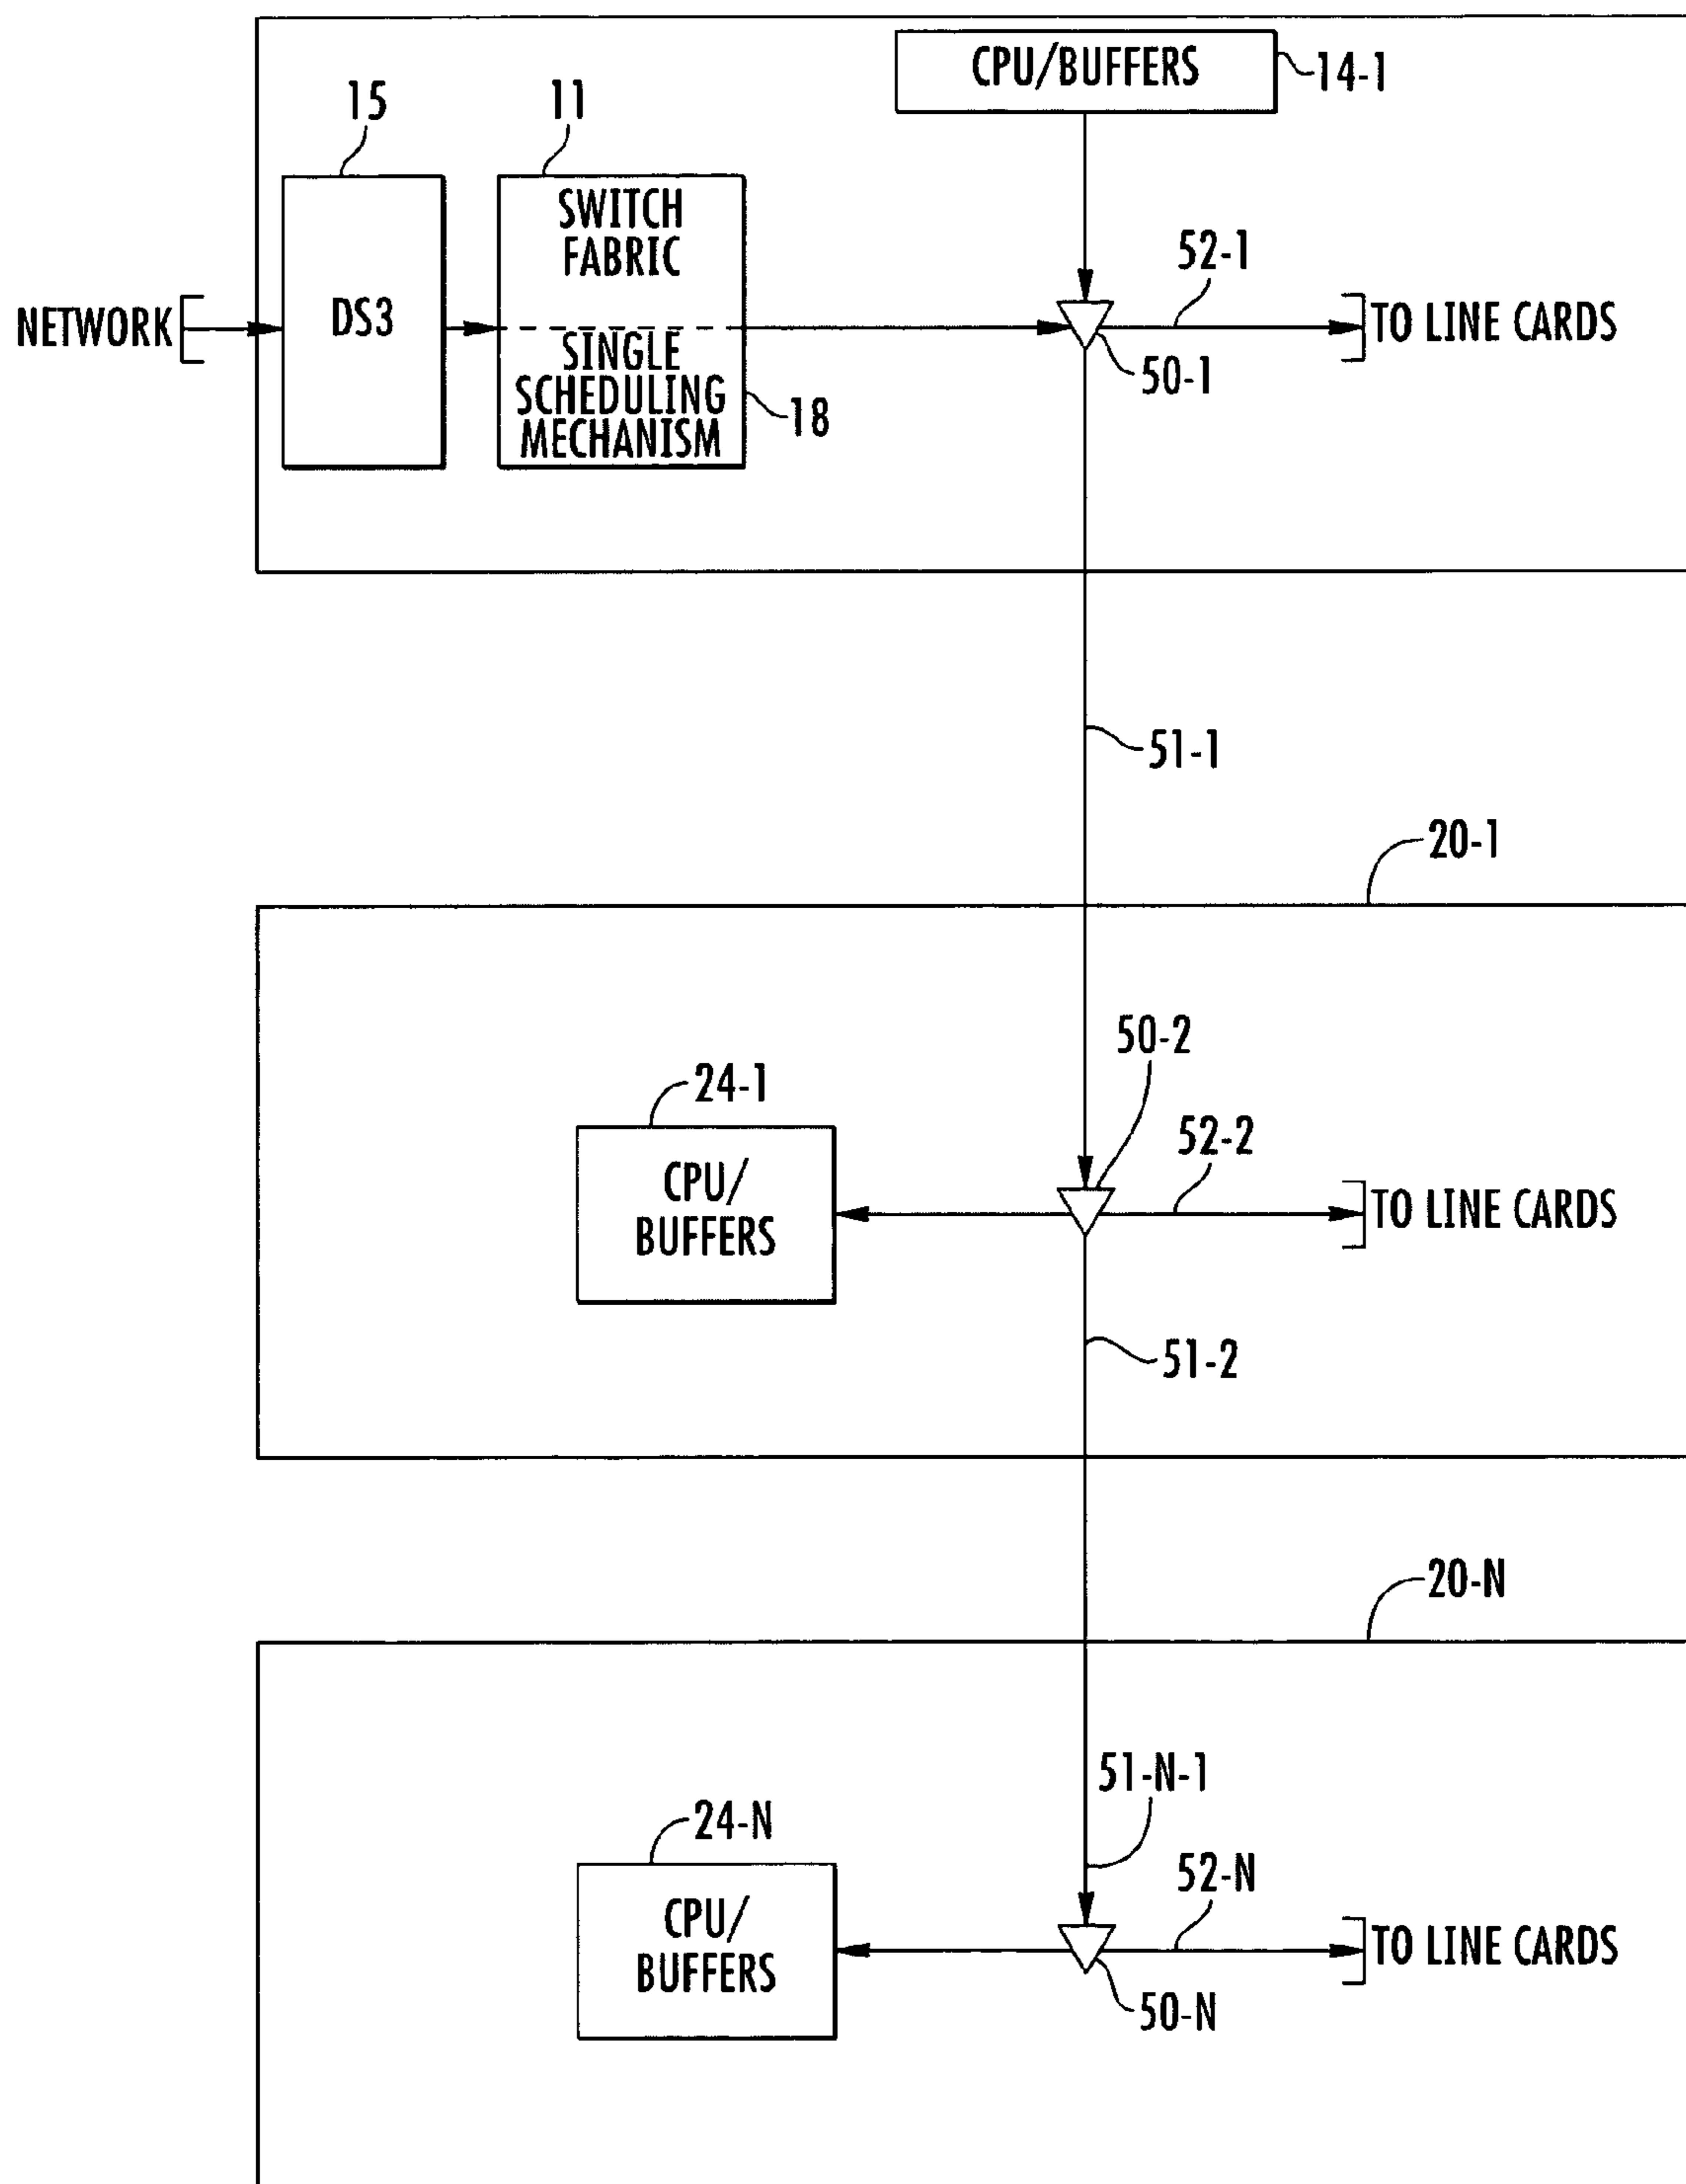 CPU/BUFFERS
14-1
15
11
SWITCH
FABRIC
52-1
NETWORK
DS3
TO LINE CARDS
SINGLE
SCHEDULING
MECHANISM
50-1
18
51-1
20-1
50-2
24-1
52-2
CPU/
BUFFERS
TO LINE CARDS
51-2
20-N
51-N-1
24-N
52-N
CPU/
BUFFERS
TO LINE CARDS
50-N